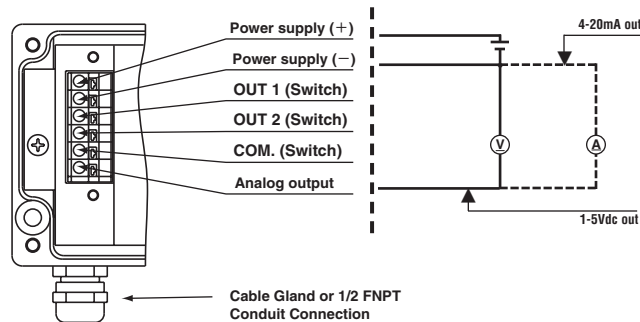 Power supply (+)
Power supply (−)
OUT 1 (Switch)
OUT 2 (Switch)
COM. (Switch)
Analog output
4-20mA out
V
A
1-5Vdc out
Cable Gland or 1/2 FNPT
Conduit Connection